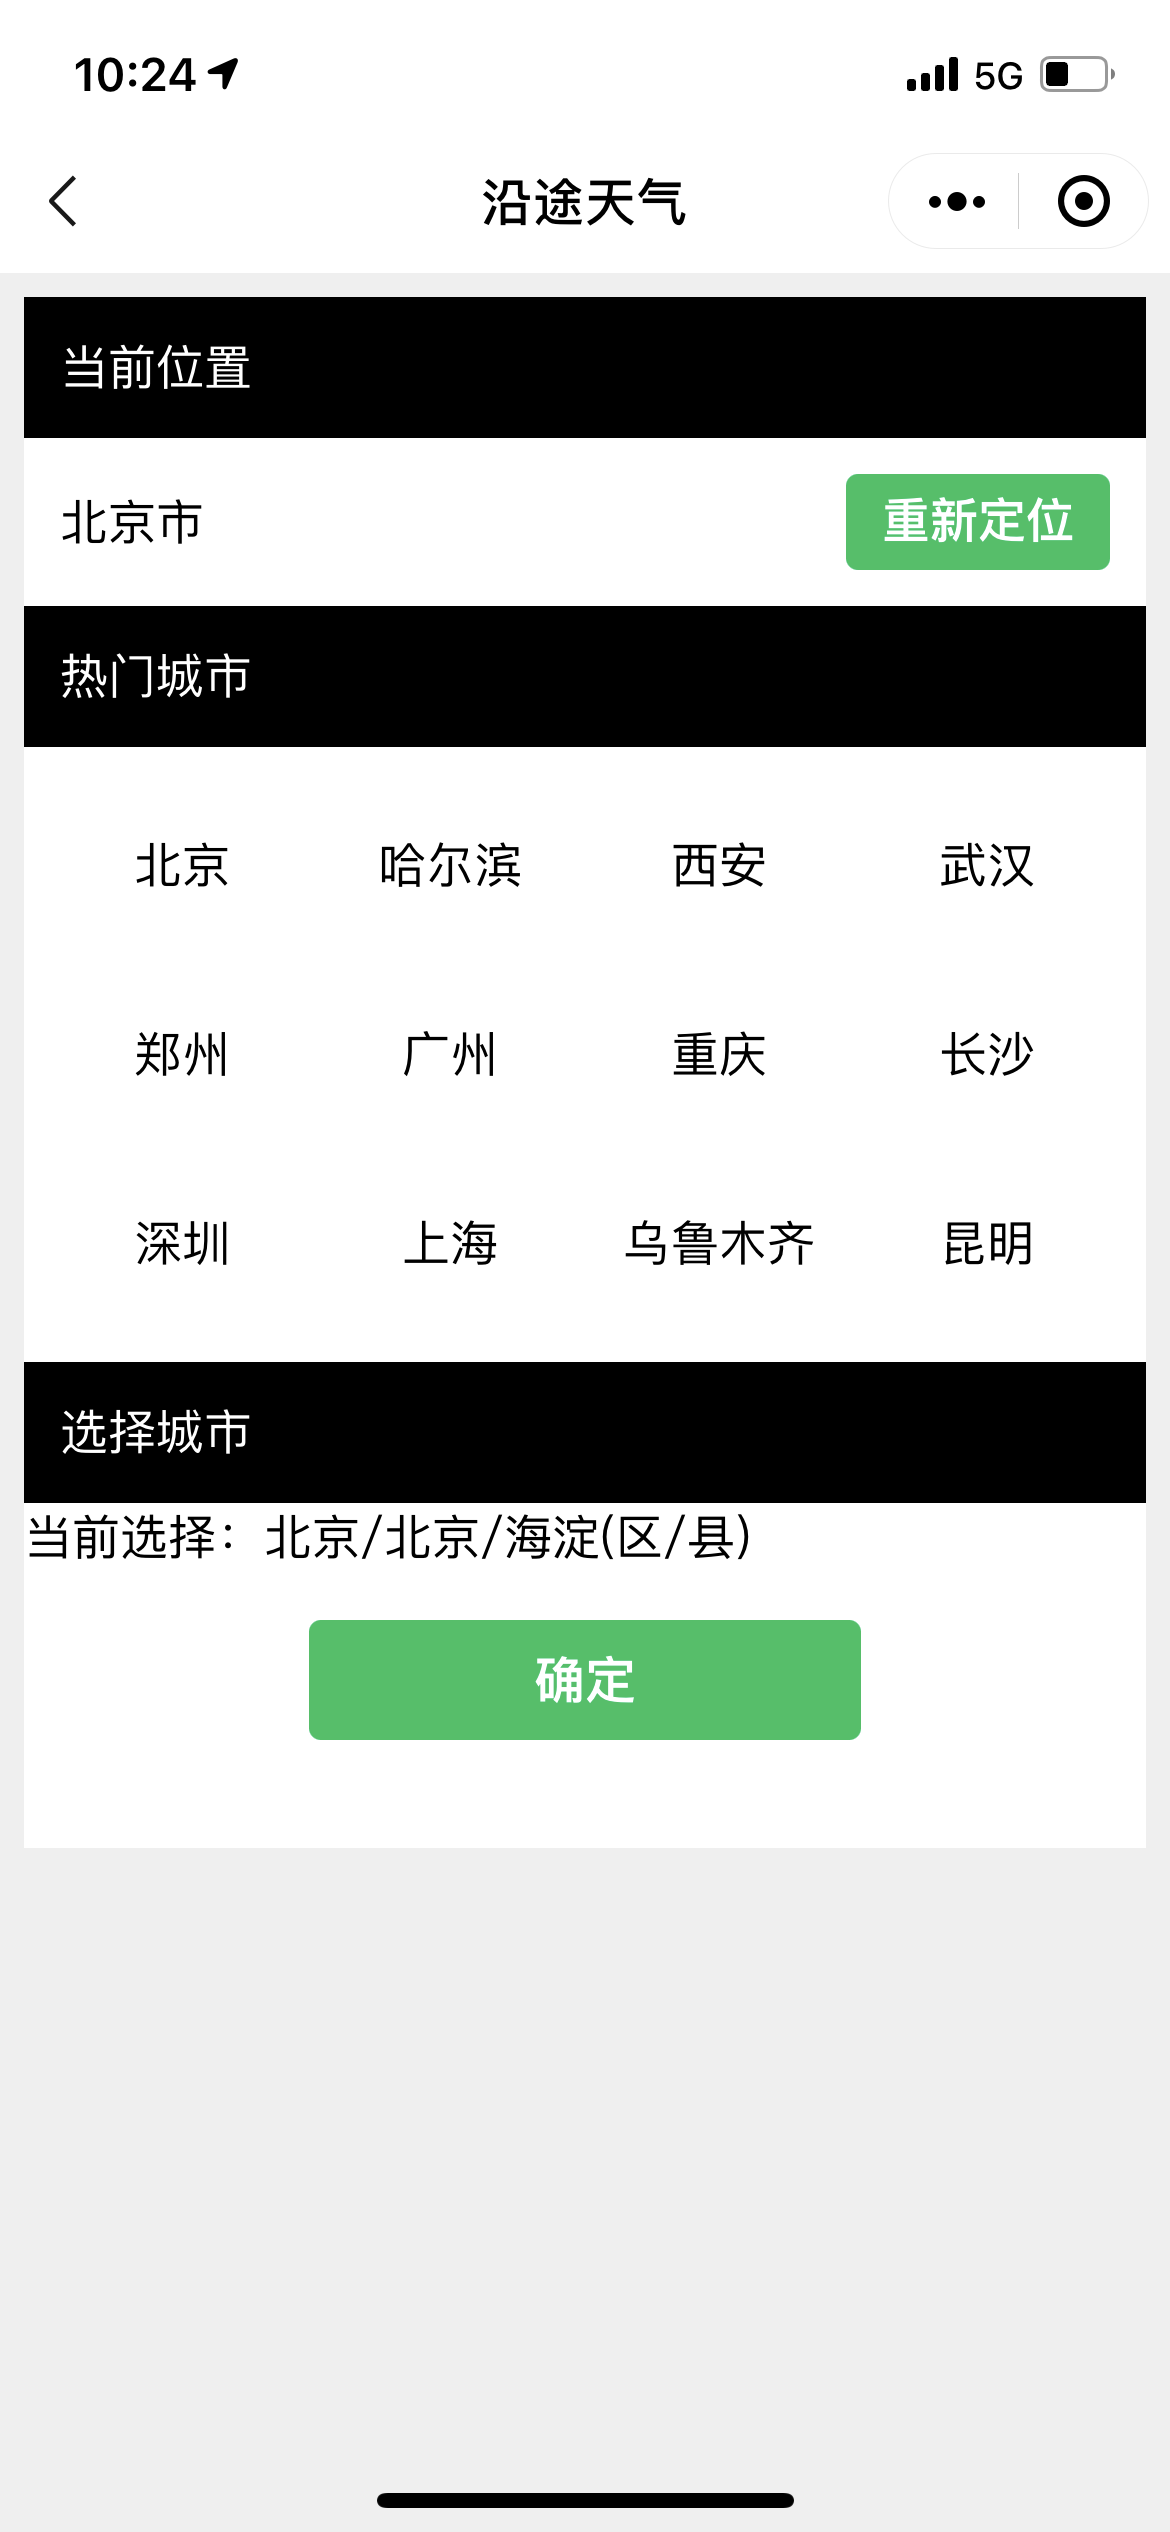 10:24 5G
沿途天气
当前位置
北京市 重新定位
热门城市
北京 哈尔滨 西安 武汉
郑州 广州 重庆 长沙
深圳 上海 乌鲁木齐 昆明
选择城市
当前选择：北京/北京/海淀(区/县)
确定